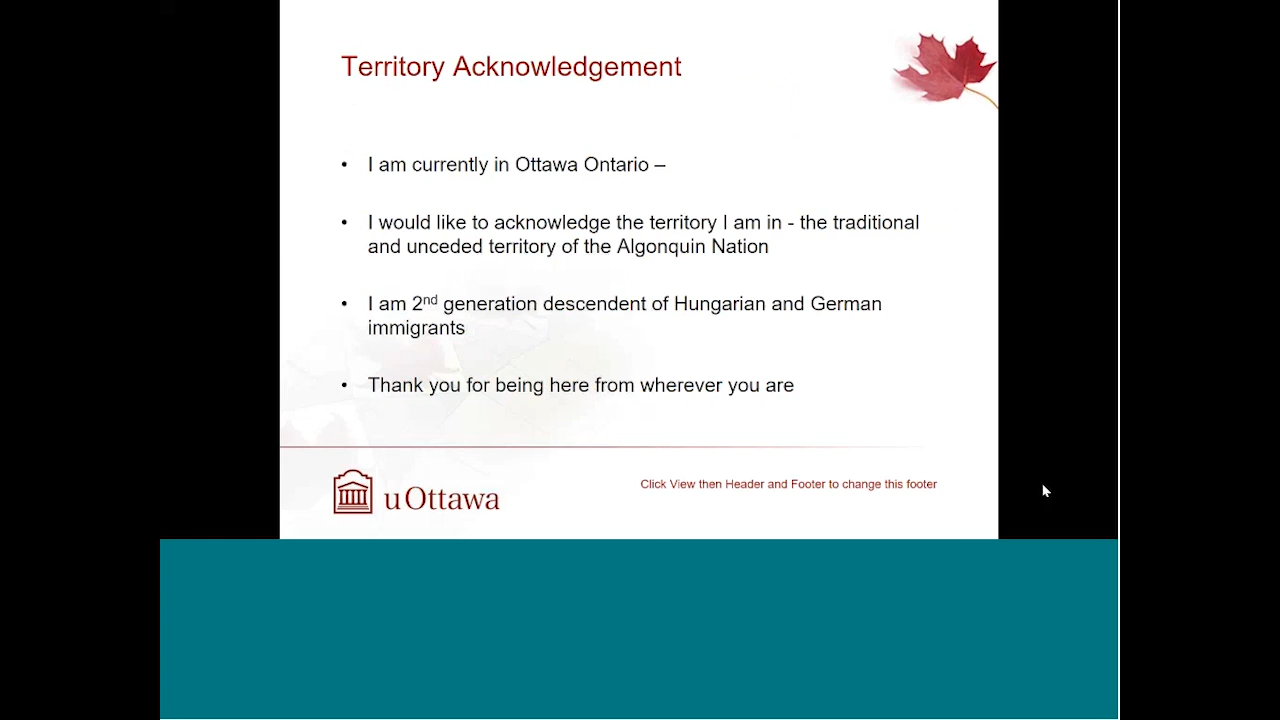 Territory Acknowledgement
• I am currently in Ottawa Ontario –
• I would like to acknowledge the territory I am in - the traditional
and unceded territory of the Algonquin Nation
• I am 2nd generation descendent of Hungarian and German
immigrants
• Thank you for being here from wherever you are
uOttawa
Click View then Header and Footer to change this footer